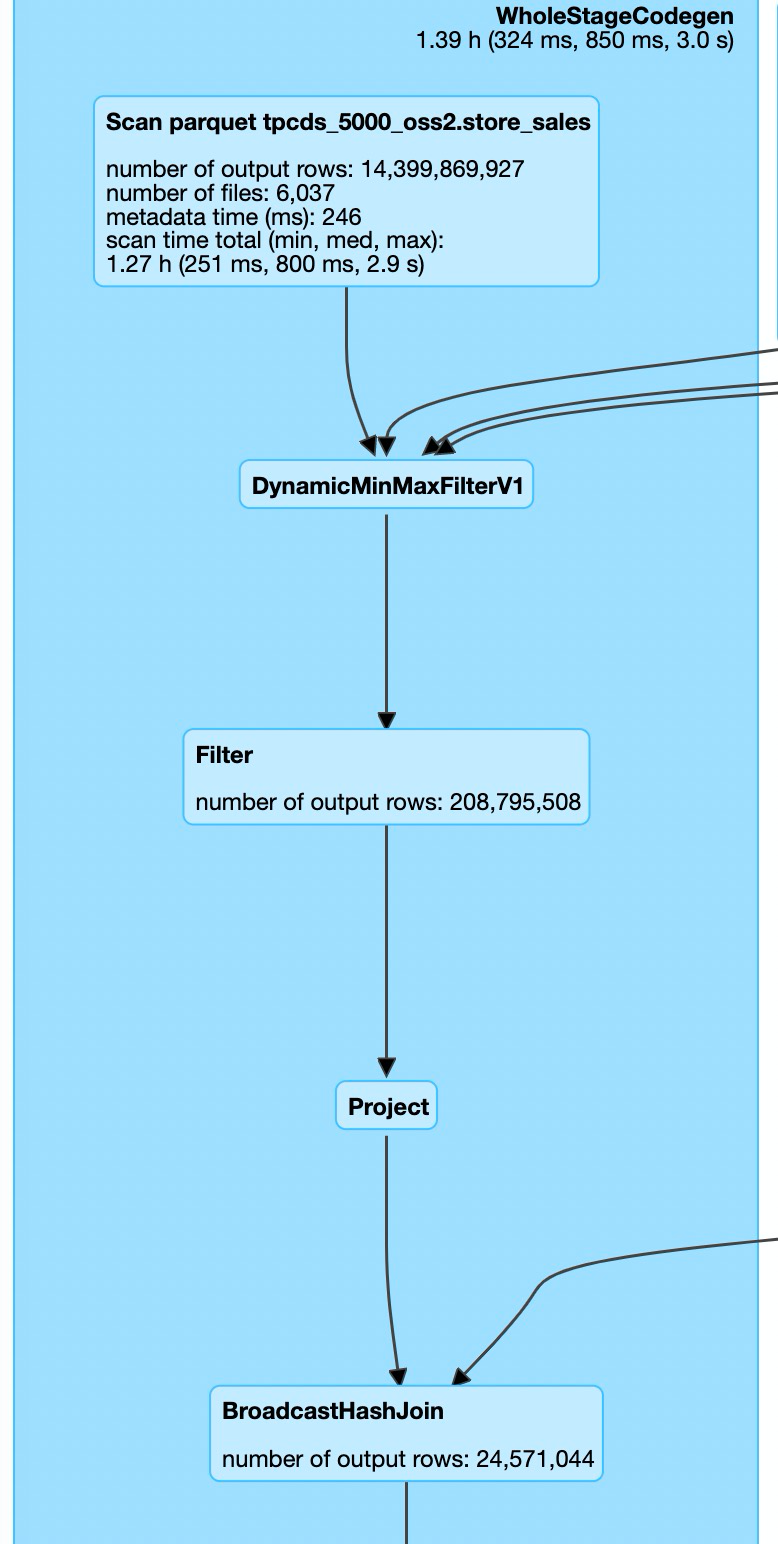 WholeStageCodegen
1.39 h (324 ms, 850 ms, 3.0 s)
Scan parquet tpcds_5000_oss2.store_sales
number of output rows: 14,399,869,927
number of files: 6,037
metadata time (ms): 246
scan time total (min, med, max):
1.27 h (251 ms, 800 ms, 2.9 s)
DynamicMinMaxFilterV1
Filter
number of output rows: 208,795,508
Project
BroadcastHashJoin
number of output rows: 24,571,044